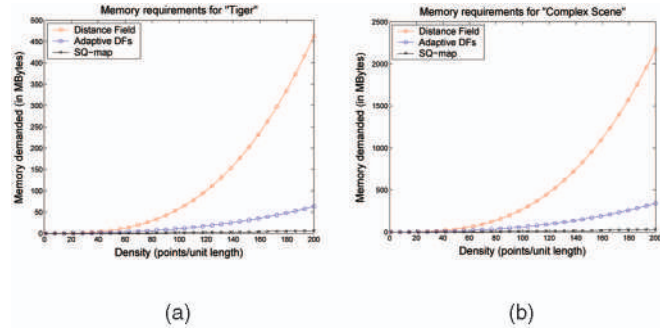 Memory requirements for "Tiger"
Distance Field
Adaptive DFs
SQ-map
Memory demanded (in MBytes)
500
450
400
350
300
250
200
150
100
50
0
0 20 40 60 80 100 120 140 160 180 200
Density (points/unit length)
(a)
Memory requirements for "Complex Scene"
Distance Field
Adaptive DFs
SQ-map
Memory demanded (in MBytes)
2500
2000
1500
1000
500
0
0 20 40 60 80 100 120 140 160 180 200
Density (points/unit length)
(b)